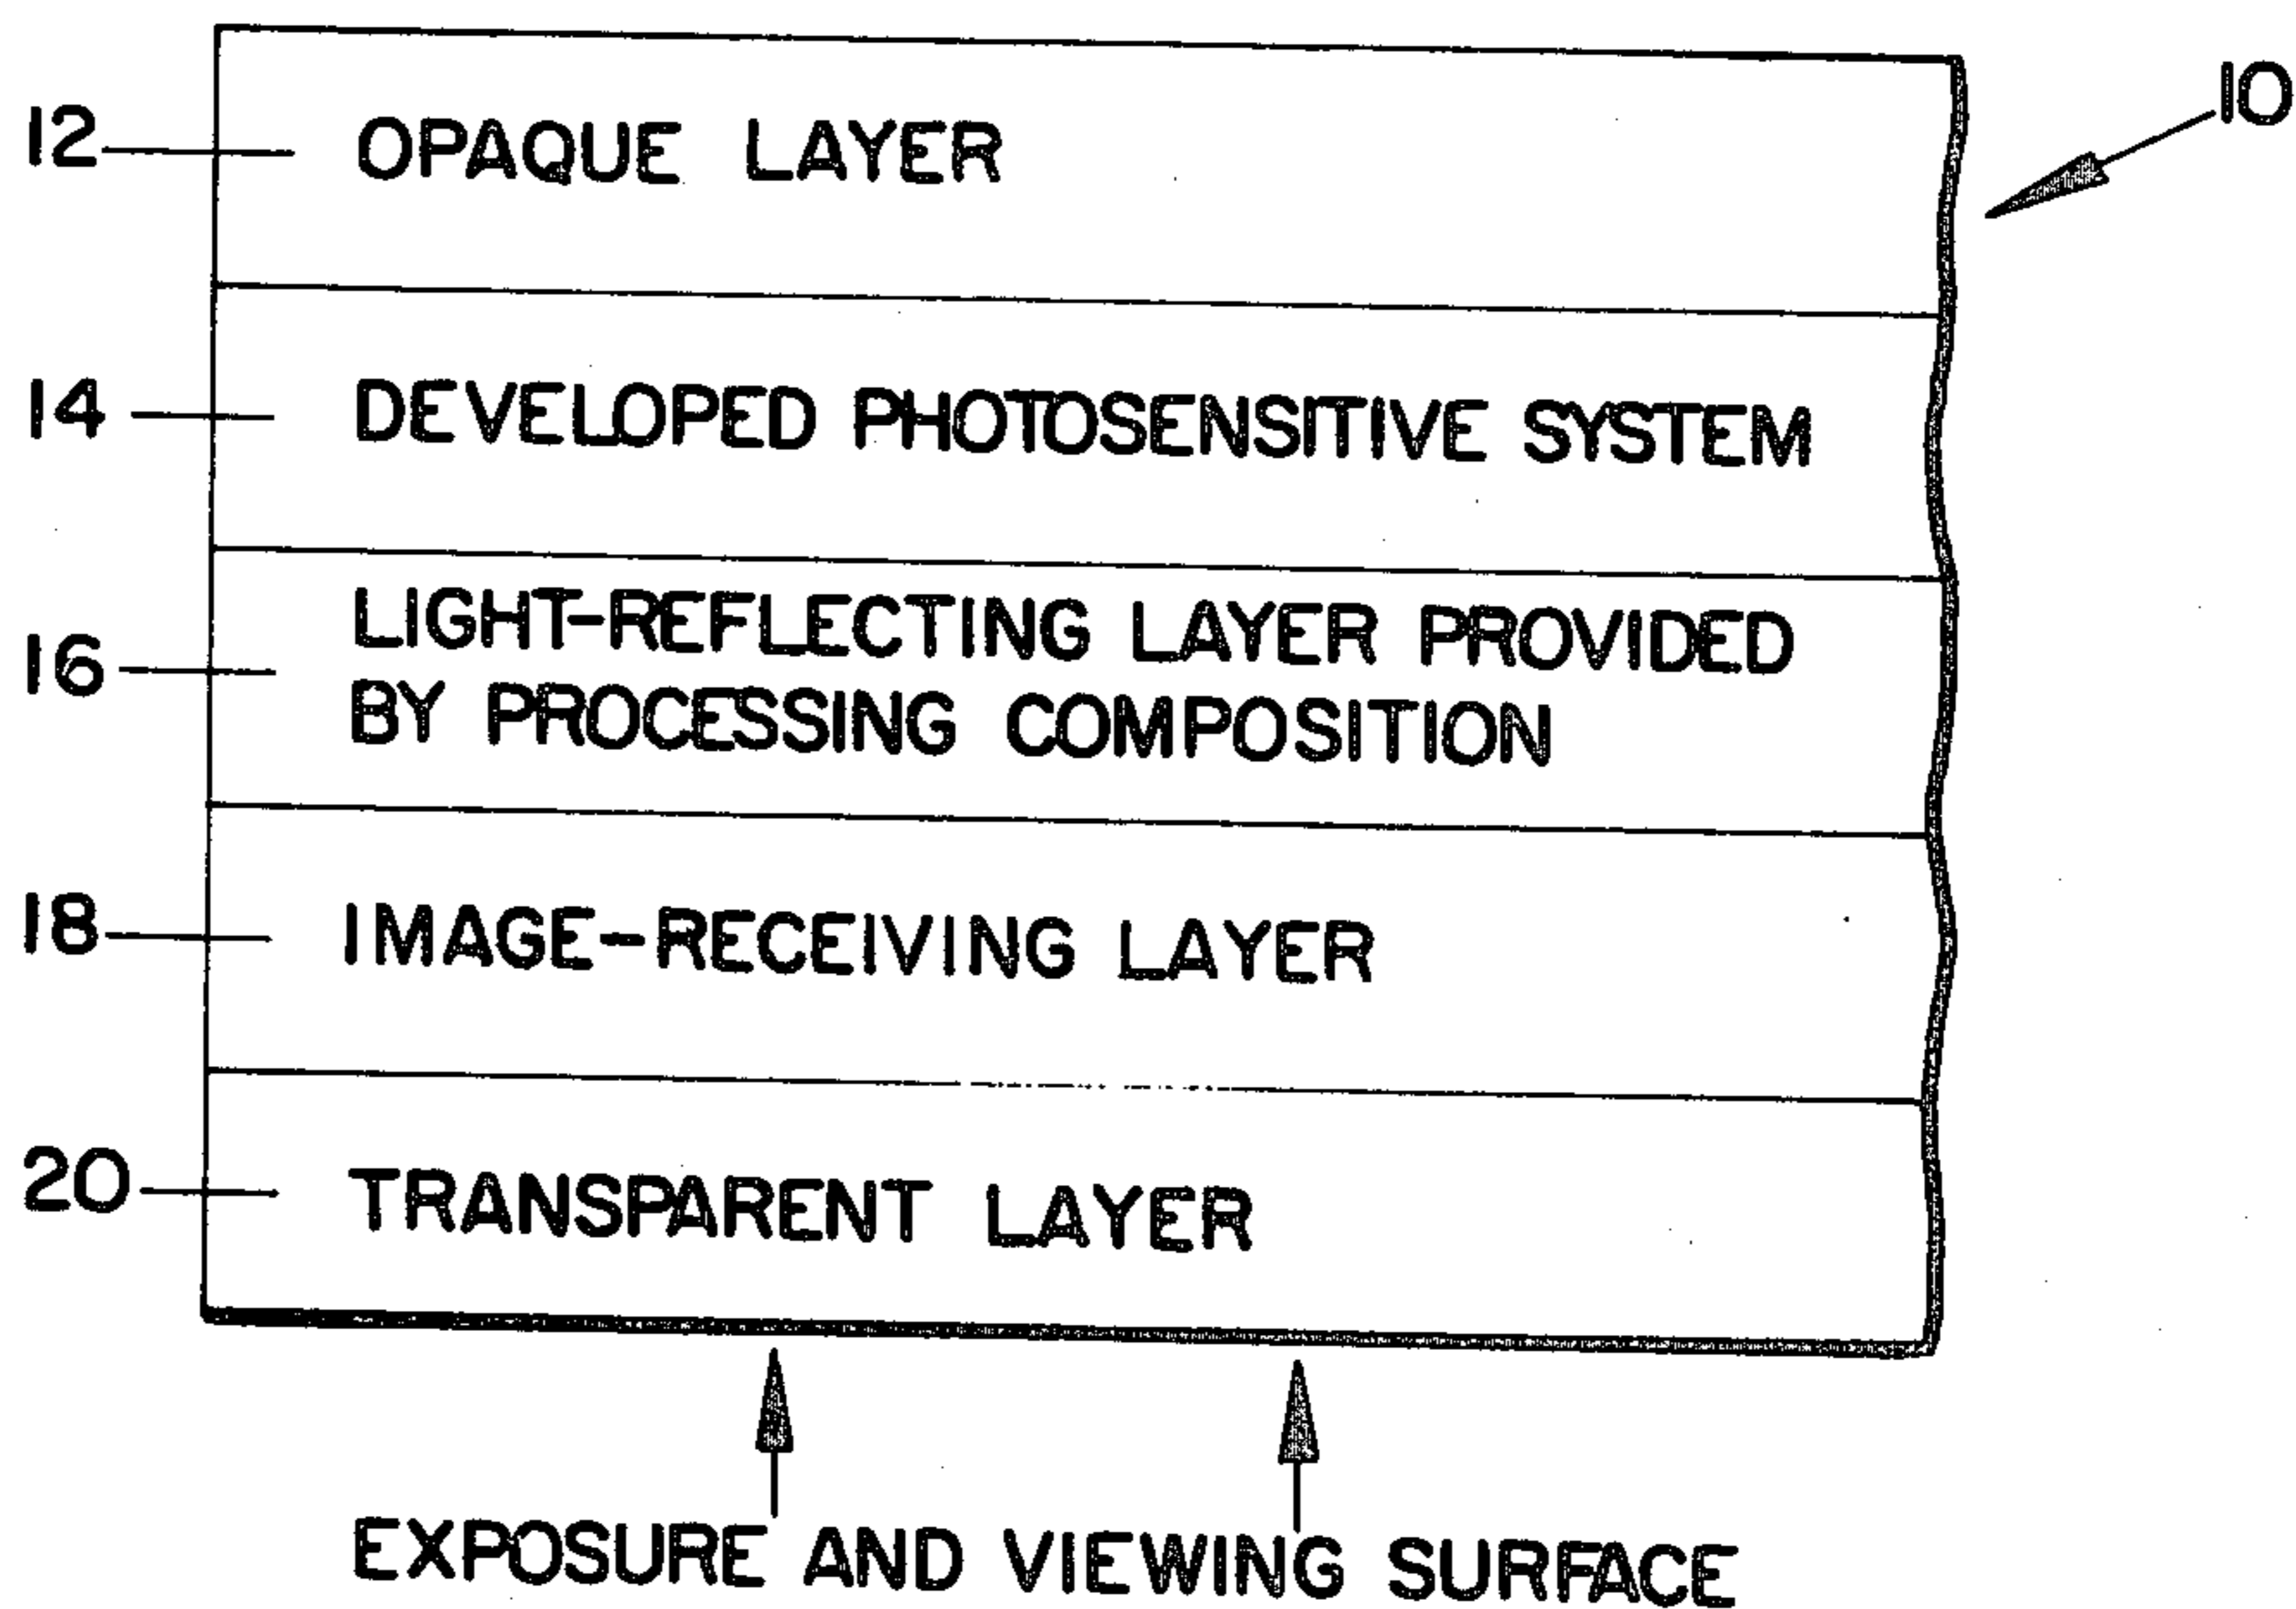 10
12 OPAQUE LAYER
14 DEVELOPED PHOTOSENSITIVE SYSTEM
16 LIGHT-REFLECTING LAYER PROVIDED
BY PROCESSING COMPOSITION
18 IMAGE-RECEIVING LAYER
20 TRANSPARENT LAYER
EXPOSURE AND VIEWING SURFACE